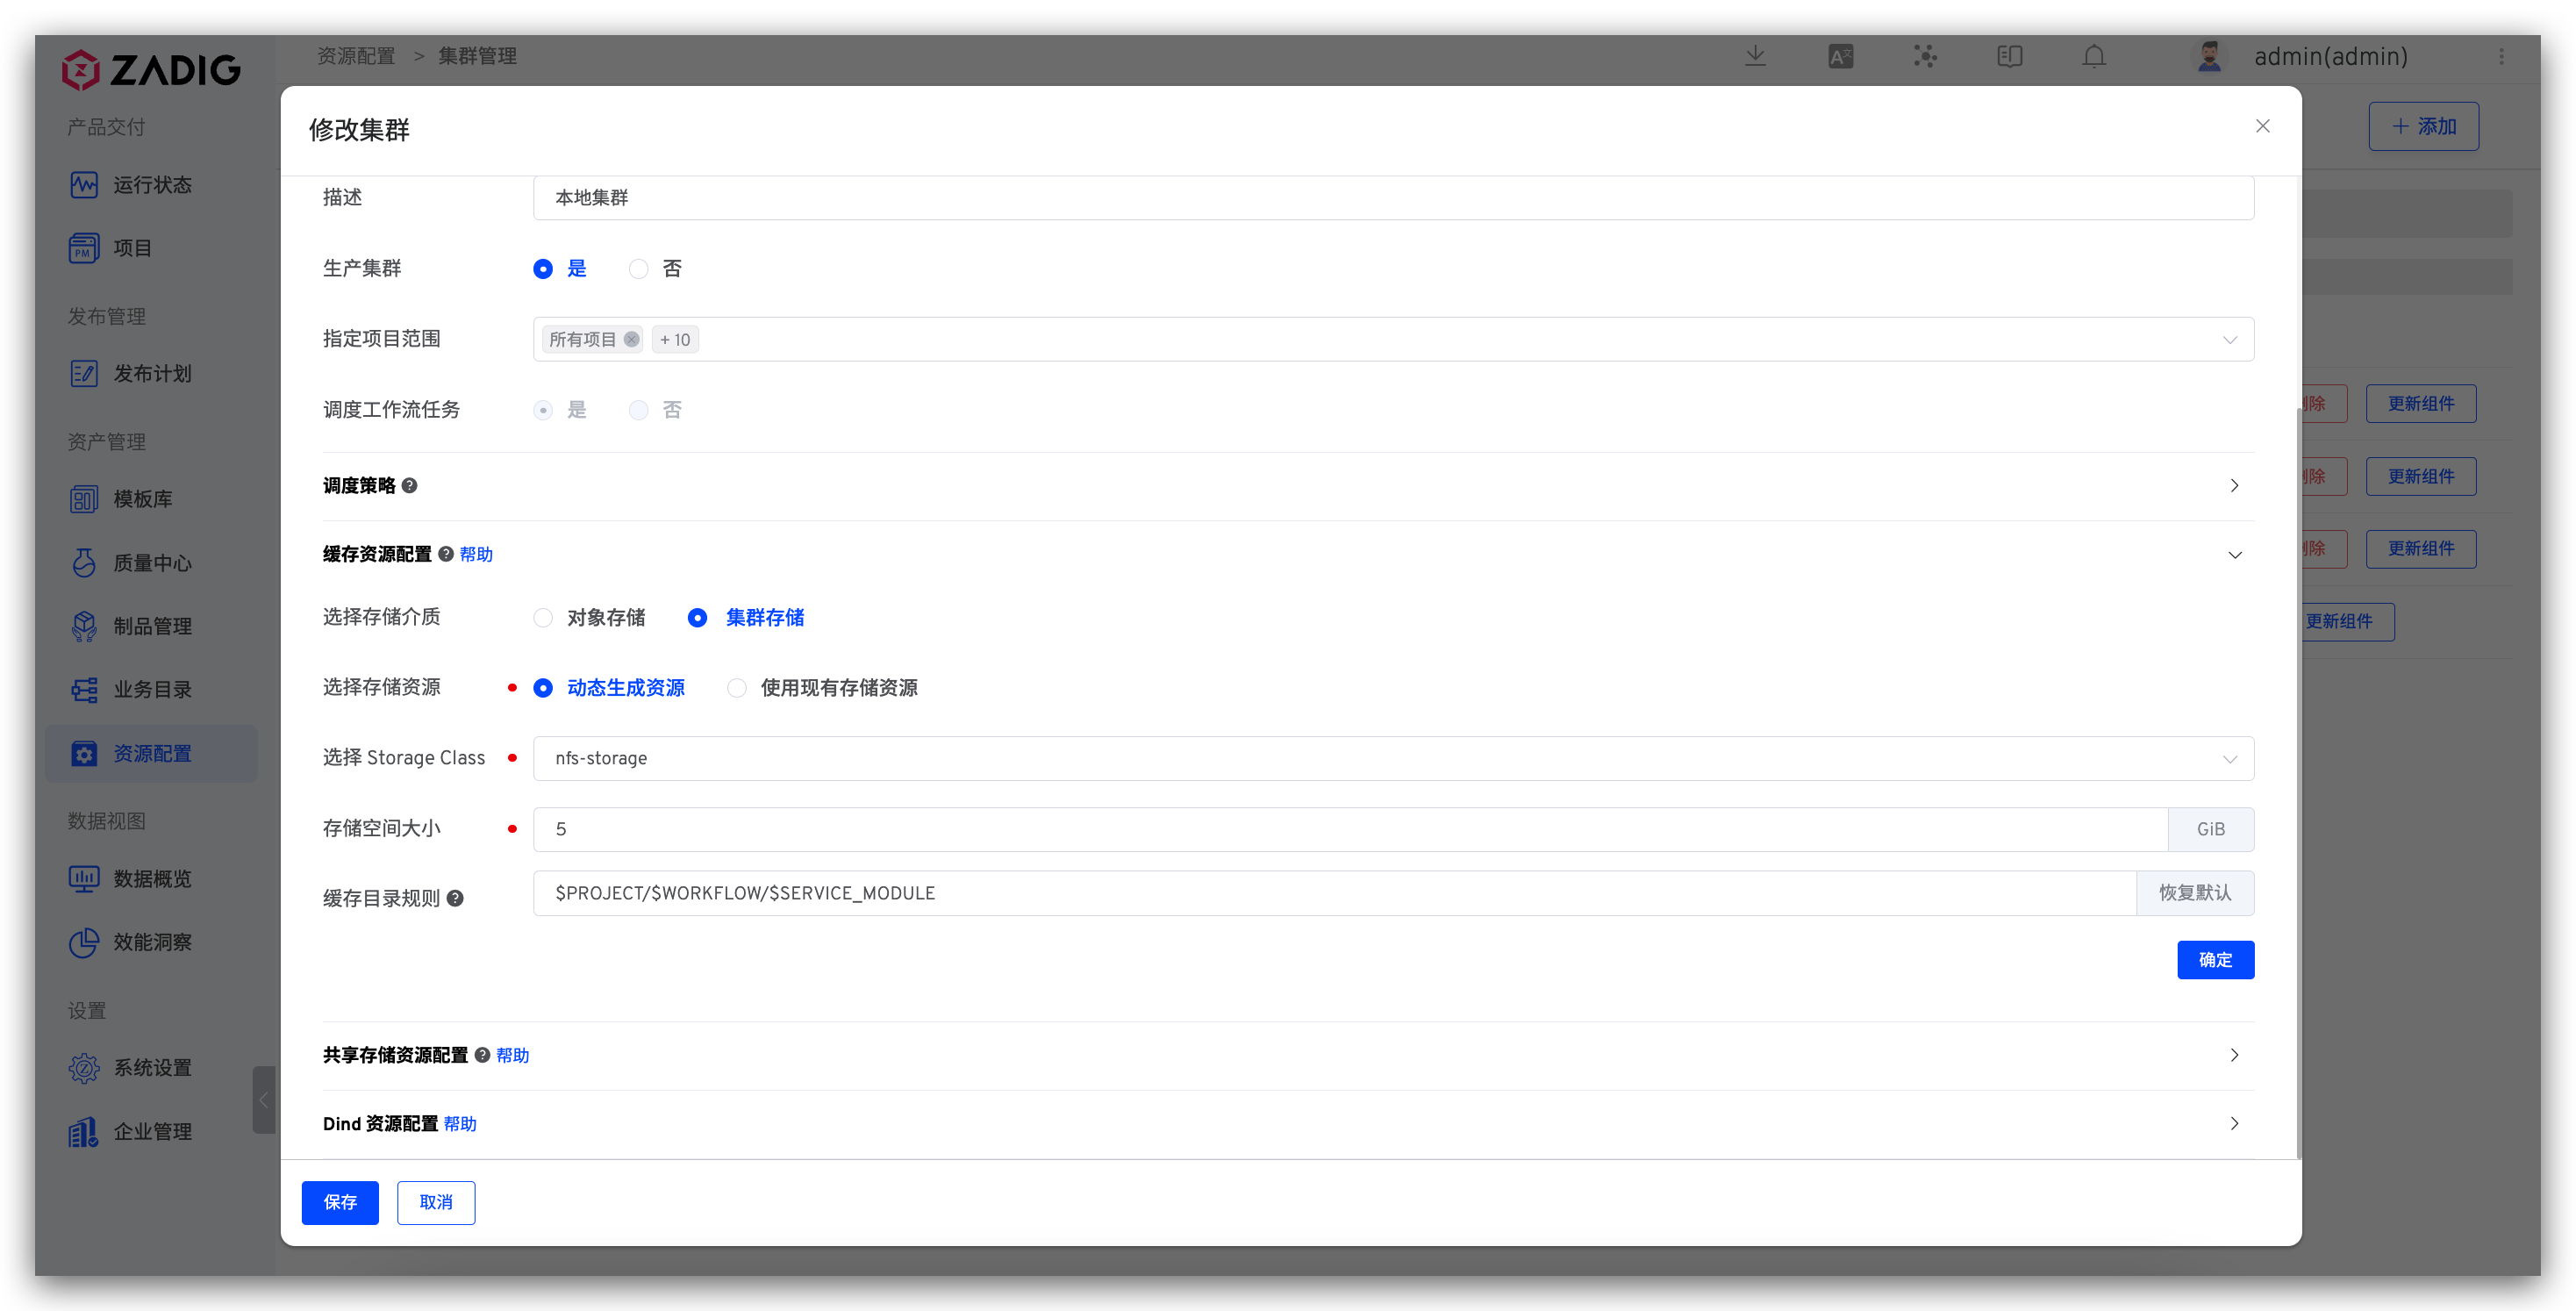 ZADIG
资源配置 > 集群管理
admin(admin)
添加
产品交付
运行状态
项目
发布管理
发布计划
资产管理
模板库
质量中心
制品管理
业务目录
资源配置
数据视图
数据概览
效能洞察
设置
系统设置
企业管理
修改集群
描述 本地集群
生产集群 是 否
指定项目范围 所有项目 + 10
调度工作流任务 是 否
调度策略
缓存资源配置 帮助
选择存储介质 对象存储 集群存储
选择存储资源 动态生成资源 使用现有存储资源
选择 Storage Class nfs-storage
存储空间大小 5 GiB
缓存目录规则 $PROJECT/$WORKFLOW/$SERVICE_MODULE 恢复默认
确定
共享存储资源配置 帮助
Dind 资源配置 帮助
保存 取消
除 更新组件
除 更新组件
除 更新组件
更新组件